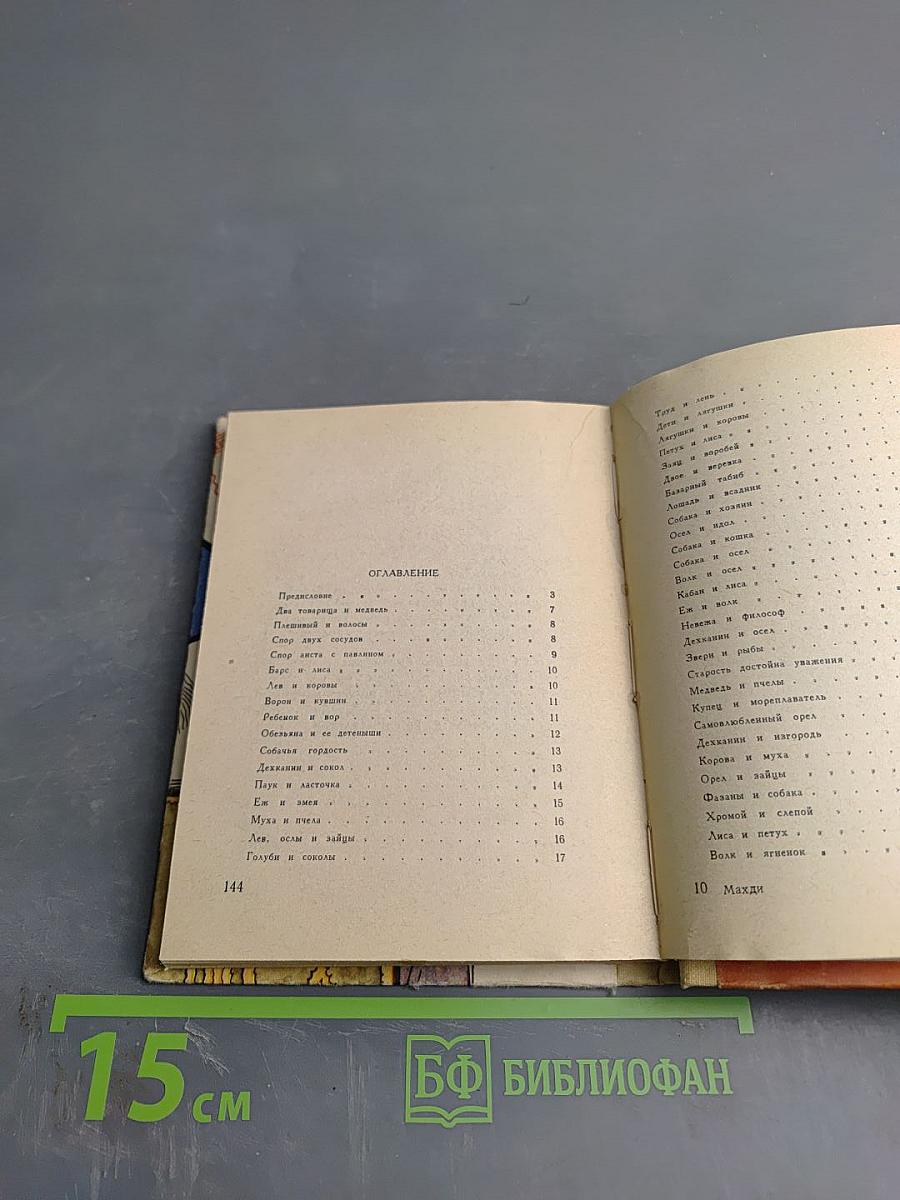 ОГЛАВЛЕНИЕ
Предисловие . . . . . . . . . . 3
Два товарища и медведь . . . . . . . . . . 7
Плешивый и волосы . . . . . . . . . . 8
Спор двух сосудов . . . . . . . . . . 8
Спор аиста с павлином . . . . . . . . . . 9
Барс и лиса . . . . . . . . . . 10
Лев и коровы . . . . . . . . . . 10
Ворон и кувшин . . . . . . . . . . 11
Ребенок и вор . . . . . . . . . . 11
Обезьяна и ее детеныши . . . . . . . . . . 12
Собачья гордость . . . . . . . . . . 13
Дехканин и сокол . . . . . . . . . . 13
Паук и ласточка . . . . . . . . . . 14
Еж и змея . . . . . . . . . . 15
Муха и пчела . . . . . . . . . . 16
Лев, ослы и зайцы . . . . . . . . . . 16
Голуби и соколы . . . . . . . . . . 17
144
Труд и лень . . . . . . . . . .
Дети и лягушки . . . . . . . . . .
Лягушки и коровы . . . . . . . . . .
Петух и лиса . . . . . . . . . .
Заяц и воробей . . . . . . . . . .
Двое и веревка . . . . . . . . . .
Базарный табиб . . . . . . . . . .
Лошадь и всадник . . . . . . . . . .
Собака и хозяин . . . . . . . . . .
Осел и идол . . . . . . . . . .
Собака и кошка . . . . . . . . . .
Собака и осел . . . . . . . . . .
Волк и осел . . . . . . . . . .
Кабан и лиса . . . . . . . . . .
Еж и волк . . . . . . . . . .
Невежа и философ . . . . . . . . . .
Дехканин и осел . . . . . . . . . .
Звери и рыбы . . . . . . . . . .
Старость достойна уважения . . . .
Медведь и пчелы . . . . . . . . . .
Купец и мореплаватель . . . . .
Самовлюбленный орел . . . . .
Дехканин и изгородь . . . . .
Корова и муха . . . . . . .
Орел и зайцы . . . . . . .
Фазаны и собака . . . . . .
Хромой и слепой . . . . . .
Лиса и петух . . . . . . .
Волк и ягненок . . . . . .
10 Махди
15 см
БФ БИБЛИОФАН